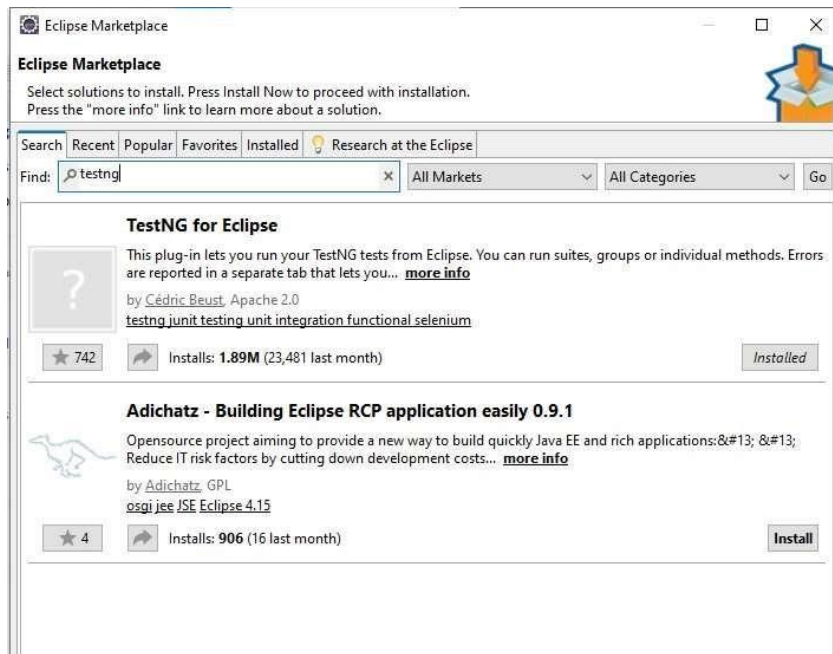 Eclipse Marketplace
Eclipse Marketplace
Select solutions to install. Press Install Now to proceed with installation.
Press the "more info" link to learn more about a solution.
Search Recent Popular Favorites Installed Research at the Eclipse
Find: testng All Markets All Categories Go
TestNG for Eclipse
This plug-in lets you run your TestNG tests from Eclipse. You can run suites, groups or individual methods. Errors
are reported in a separate tab that lets you... more info
by Cédric Beust, Apache 2.0
testng junit testing unit integration functional selenium
742 Installs: 1.89M (23,481 last month) Installed
Adichatz - Building Eclipse RCP application easily 0.9.1
Opensource project aiming to provide a new way to build quickly Java EE and rich applications:&#13; &#13;
Reduce IT risk factors by cutting down development costs... more info
by Adichatz, GPL
osgi jee JSE Eclipse 4.15
4 Installs: 906 (16 last month) Install